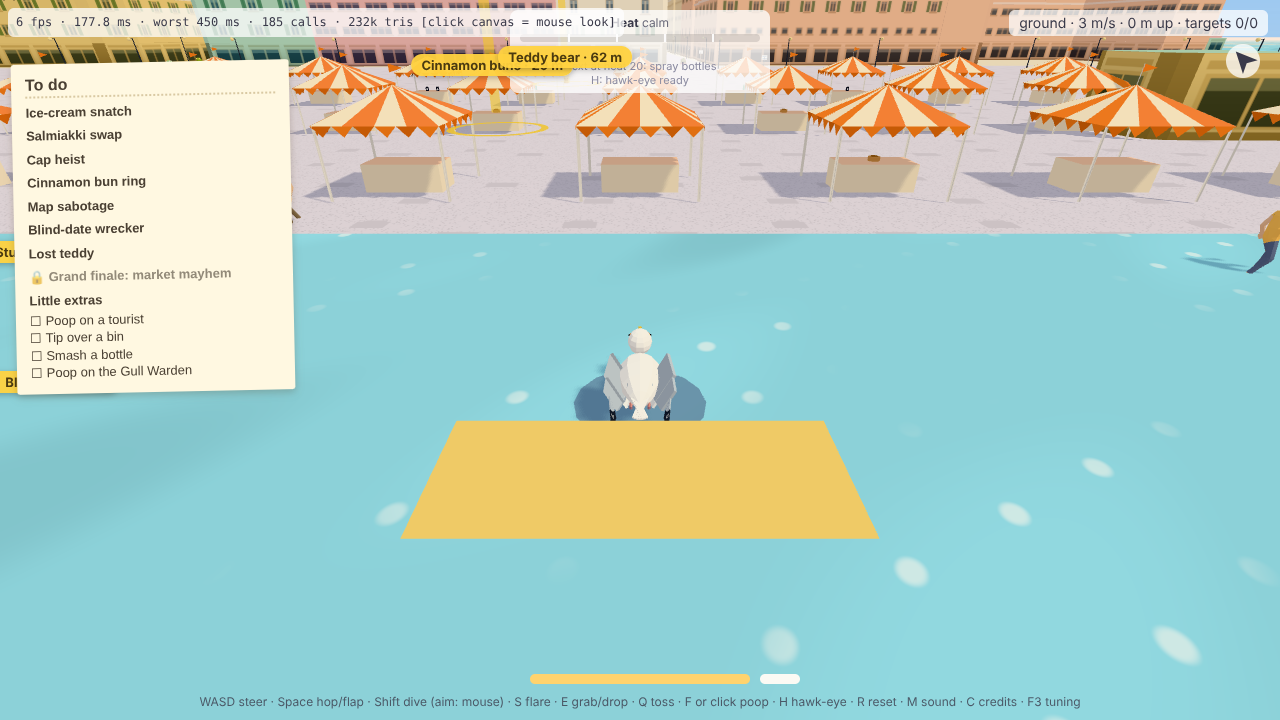 6 fps · 177.8 ms · worst 450 ms · 185 calls · 232k tris [click canvas = mouse look]
calm
ground · 3 m/s · 0 m up · targets 0/0
Teddy bear · 62 m
Cinnamon
20: spray bottles
H: hawk-eye ready
To do
Ice-cream snatch
Salmiakki swap
Cap heist
Cinnamon bun ring
Map sabotage
Blind-date wrecker
Lost teddy
Grand finale: market mayhem
Little extras
☐ Poop on a tourist
☐ Tip over a bin
☐ Smash a bottle
☐ Poop on the Gull Warden
WASD steer · Space hop/flap · Shift dive (aim: mouse) · S flare · E grab/drop · Q toss · F or click poop · H hawk-eye · R reset · M sound · C credits · F3 tuning